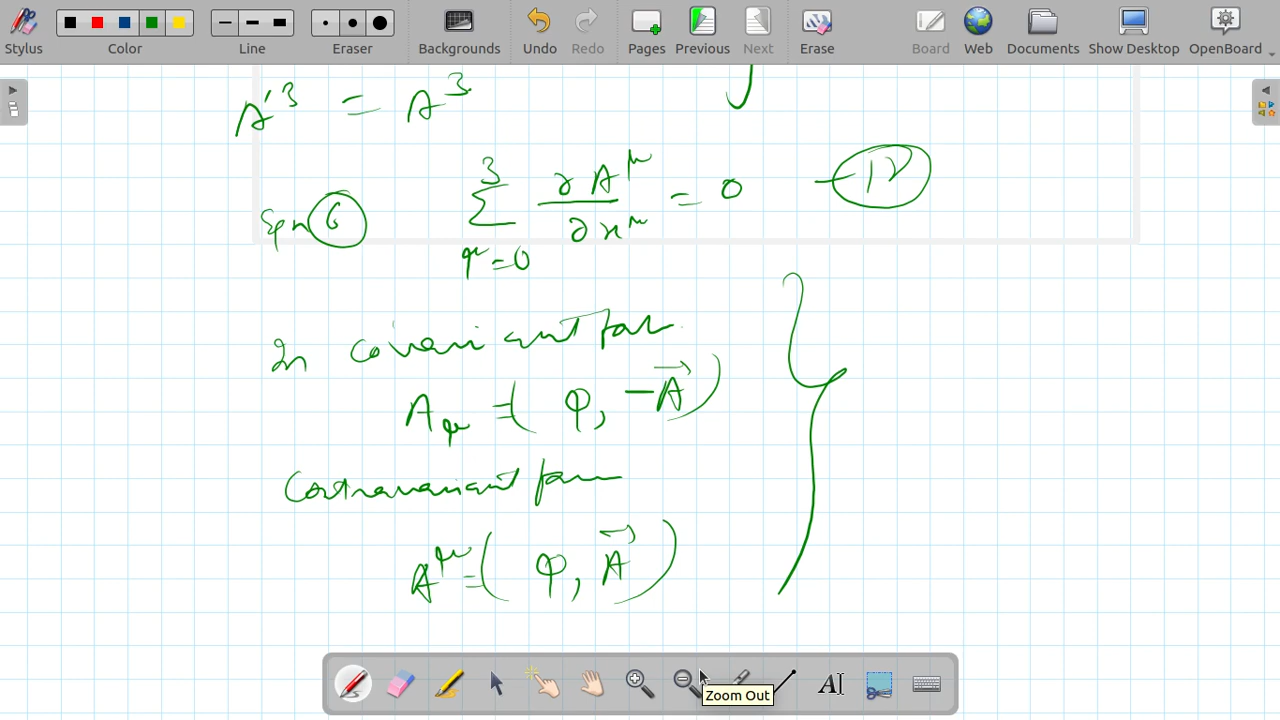 Stylus Color Line Eraser Backgrounds Undo Redo Pages Previous Next Erase Board Web Documents Show Desktop OpenBoard
A'³ = A³
Eqn 6 3 Σ μ=0 ∂A^μ / ∂x^μ = 0 — 12
In covariant form
A_μ = ( φ, −A⃗ )
Contravariant form
A^μ = ( φ, A⃗ )
Zoom Out